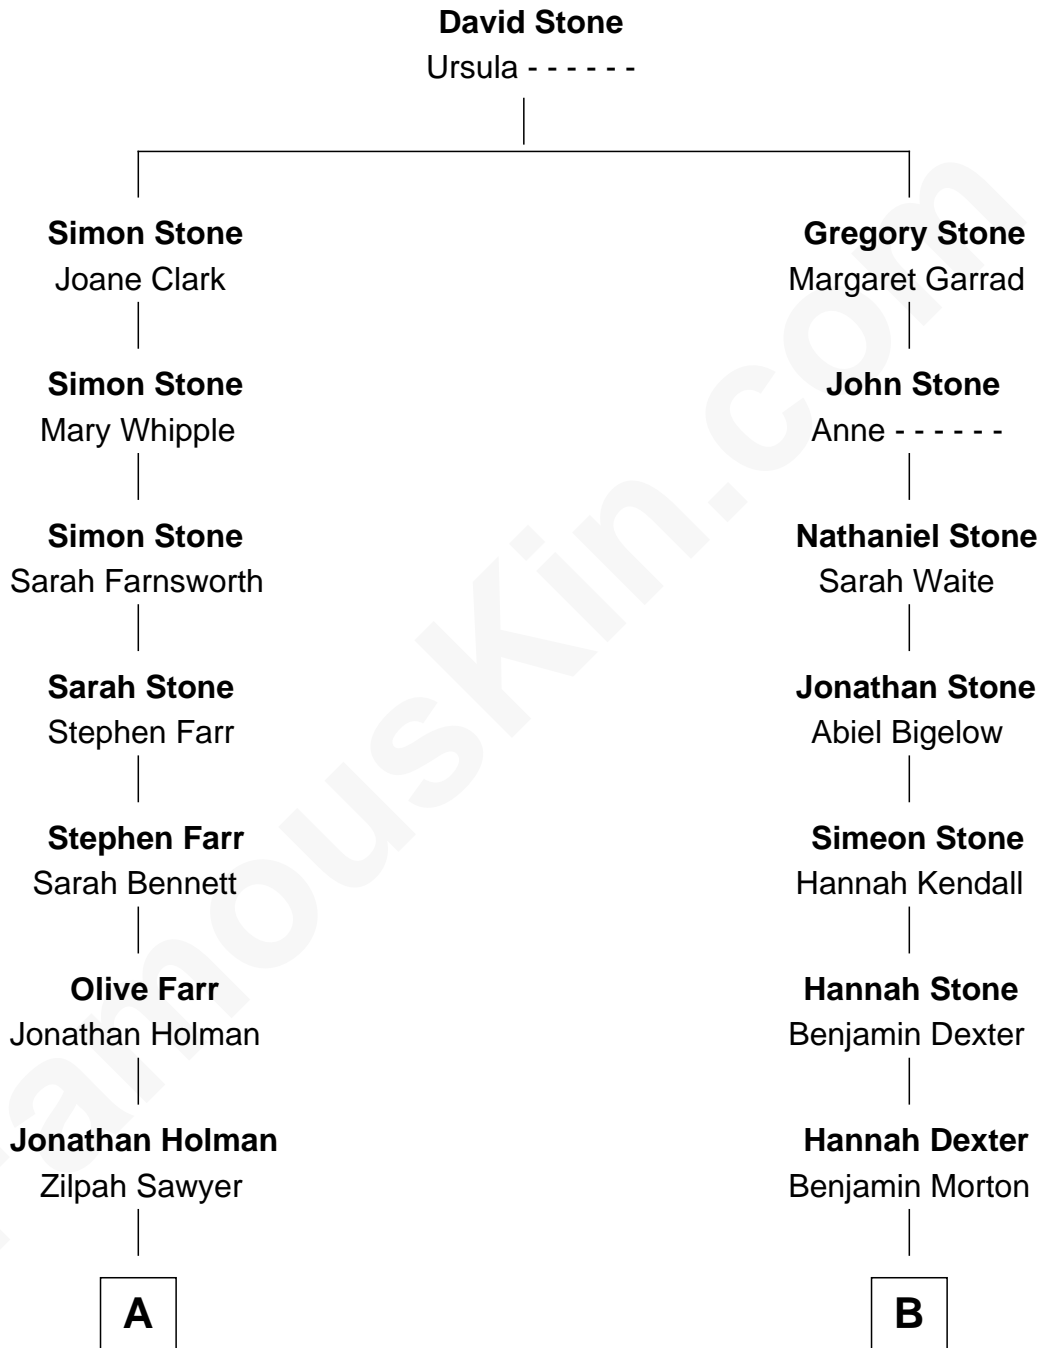 David Stone
Ursula - - - - - -
Simon Stone
Joane Clark
Gregory Stone
Margaret Garrad
Simon Stone
Mary Whipple
John Stone
Anne - - - - - -
Simon Stone
Sarah Farnsworth
Nathaniel Stone
Sarah Waite
Sarah Stone
Stephen Farr
Jonathan Stone
Abiel Bigelow
Stephen Farr
Sarah Bennett
Simeon Stone
Hannah Kendall
Olive Farr
Jonathan Holman
Hannah Stone
Benjamin Dexter
Jonathan Holman
Zilpah Sawyer
Hannah Dexter
Benjamin Morton
A
B
FamousKin.com